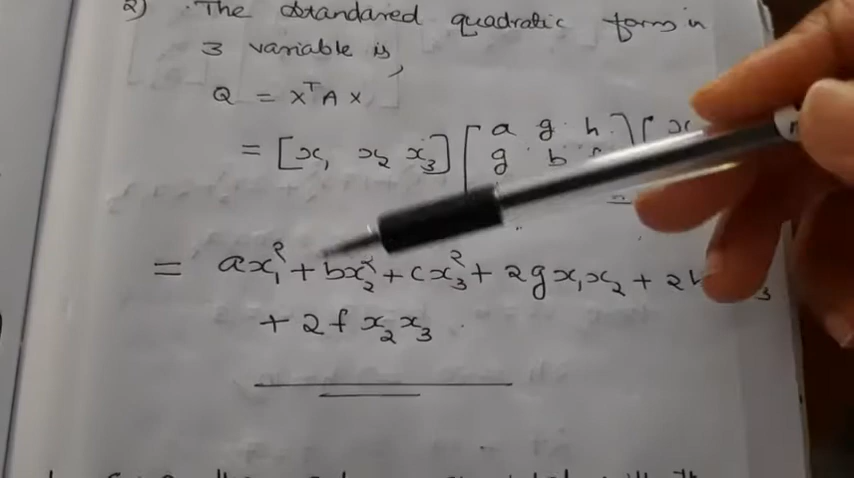 2) The standared quadratic form in
3 variable is,
Q = X^T A X
= [x₁ x₂ x₃] [a g h] [x
g b
= ax₁² + bx₂² + cx₃² + 2gx₁x₂ + 2h
+ 2f x₂x₃.